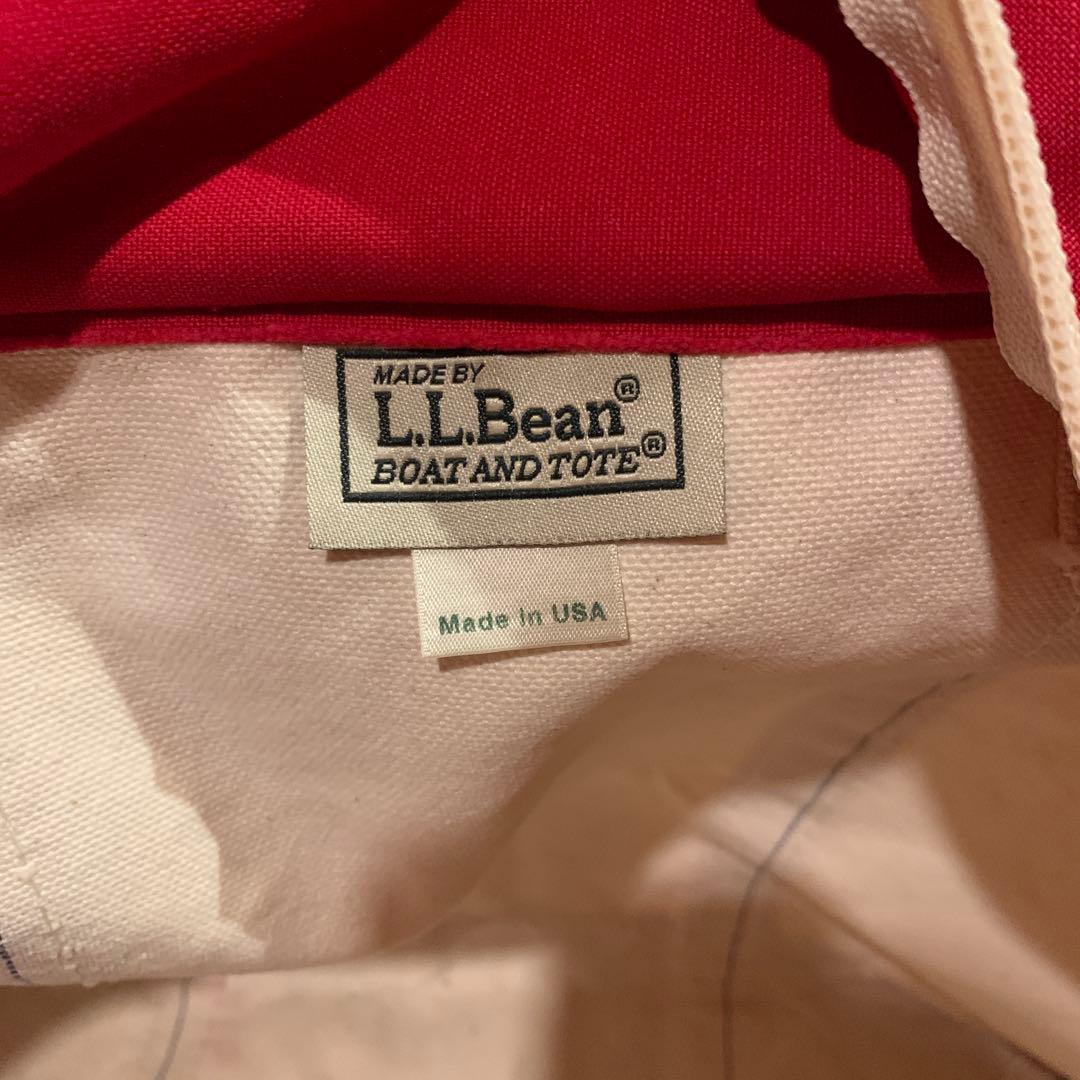 MADE BY
L.L.Bean®
BOAT AND TOTE®
Made in USA